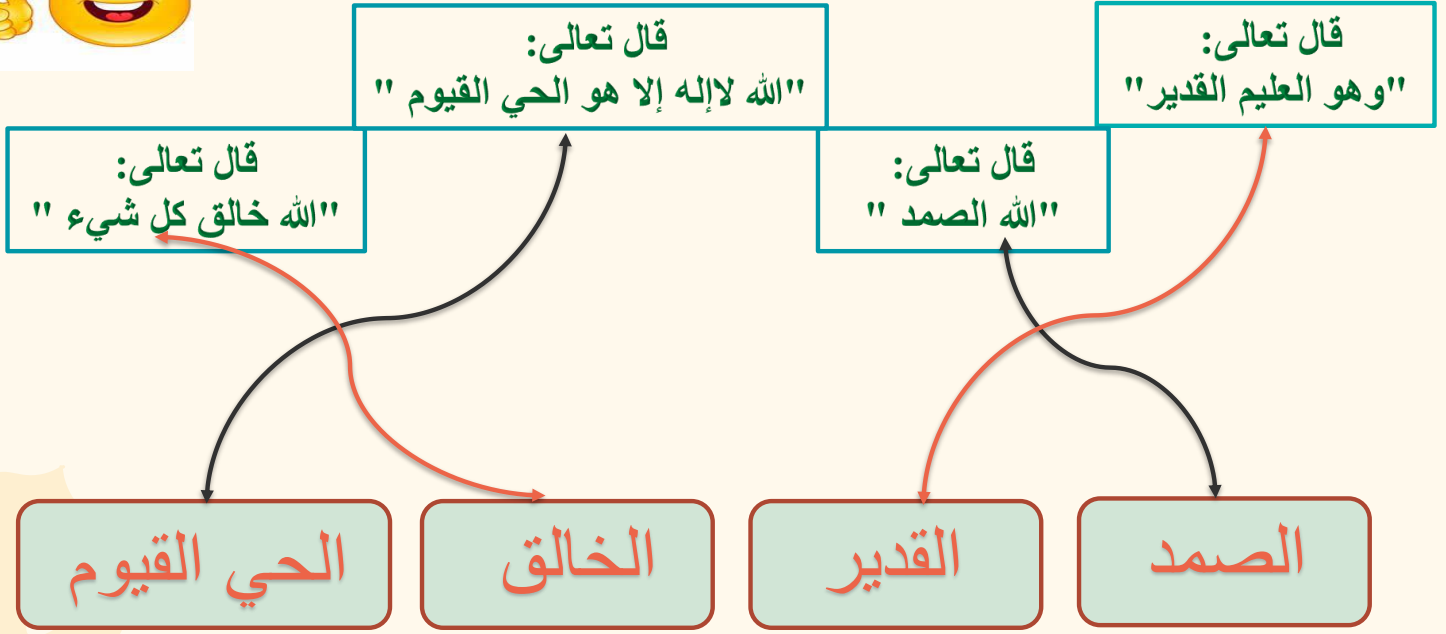 قال تعالى:
"وهو العليم القدير"
قال تعالى:
"الله لاإله إلا هو الحي القيوم "
قال تعالى:
"الله الصمد "
قال تعالى:
"الله خالق كل شيء "
الصمد
القدير
الخالق
الحي القيوم